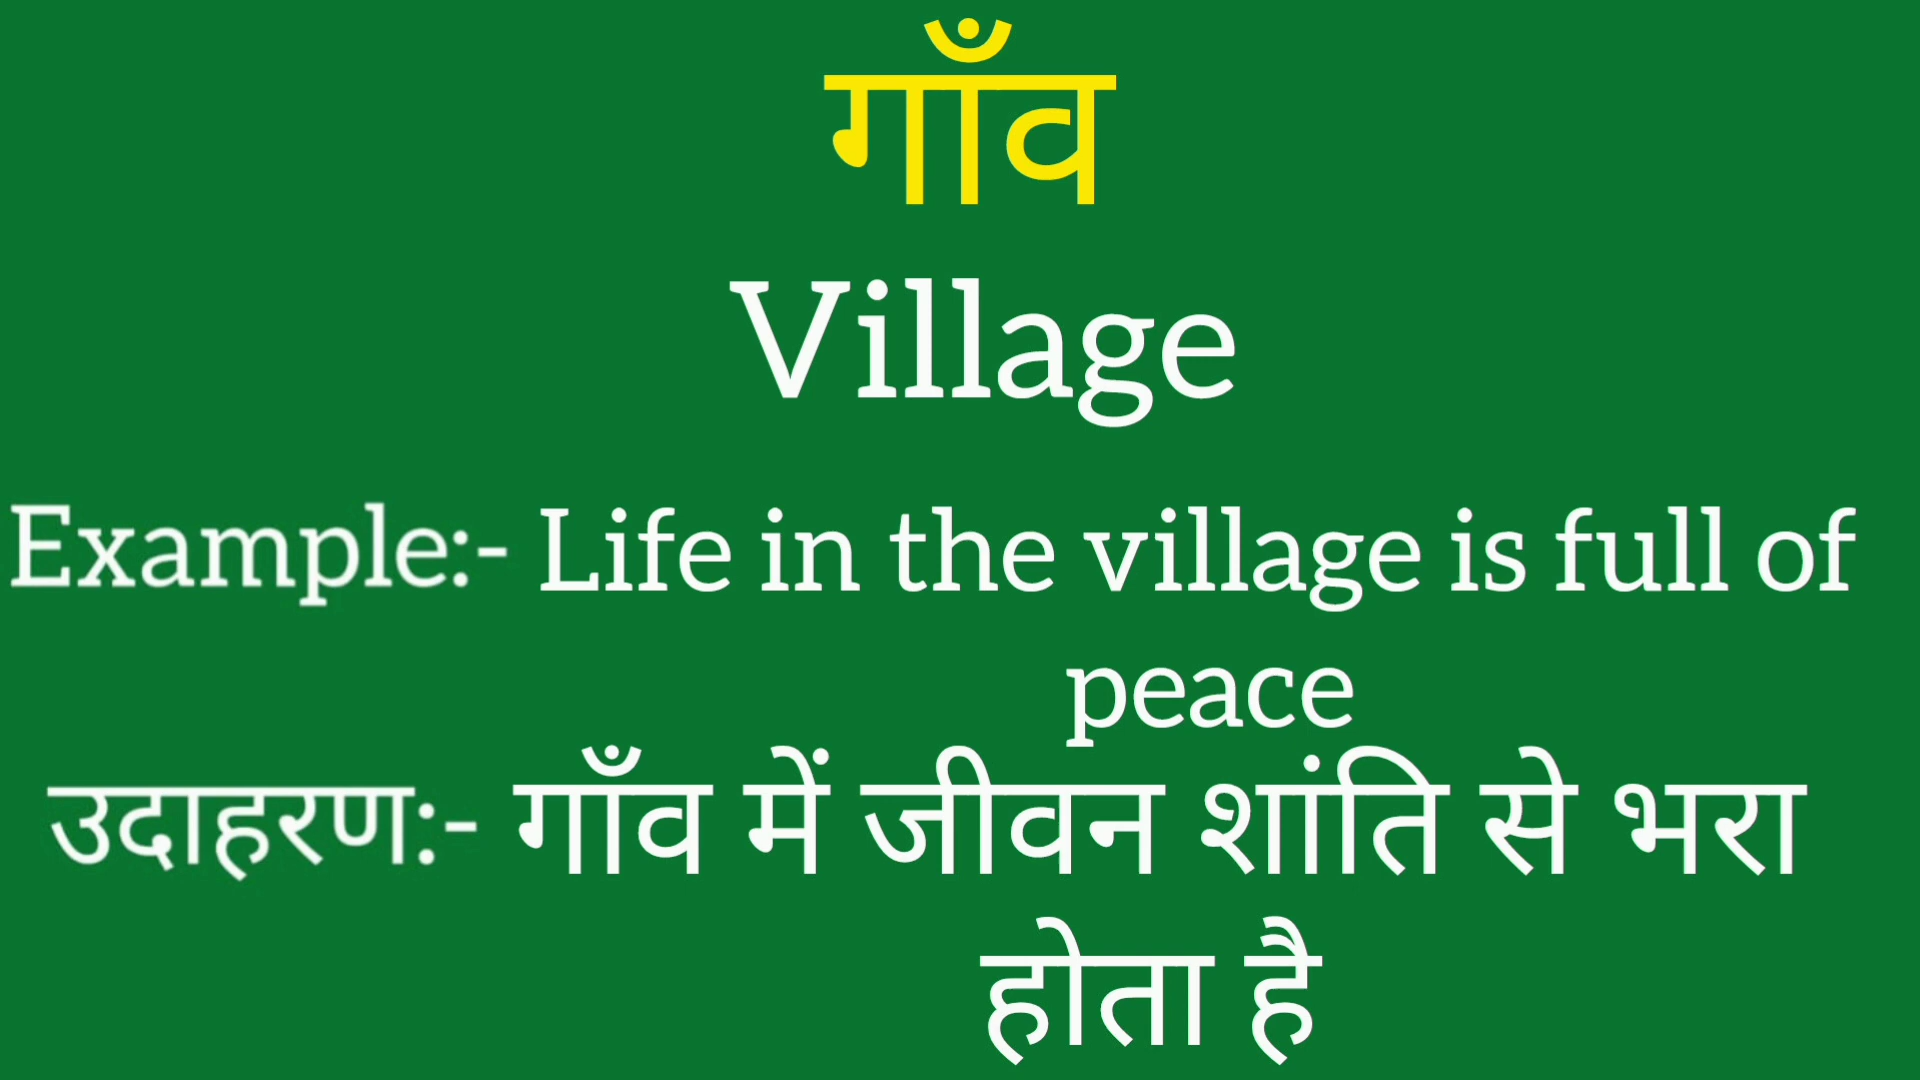 गाँव
Village
Example:- Life in the village is full of
peace
उदाहरण:- गाँव में जीवन शांति से भरा
होता है